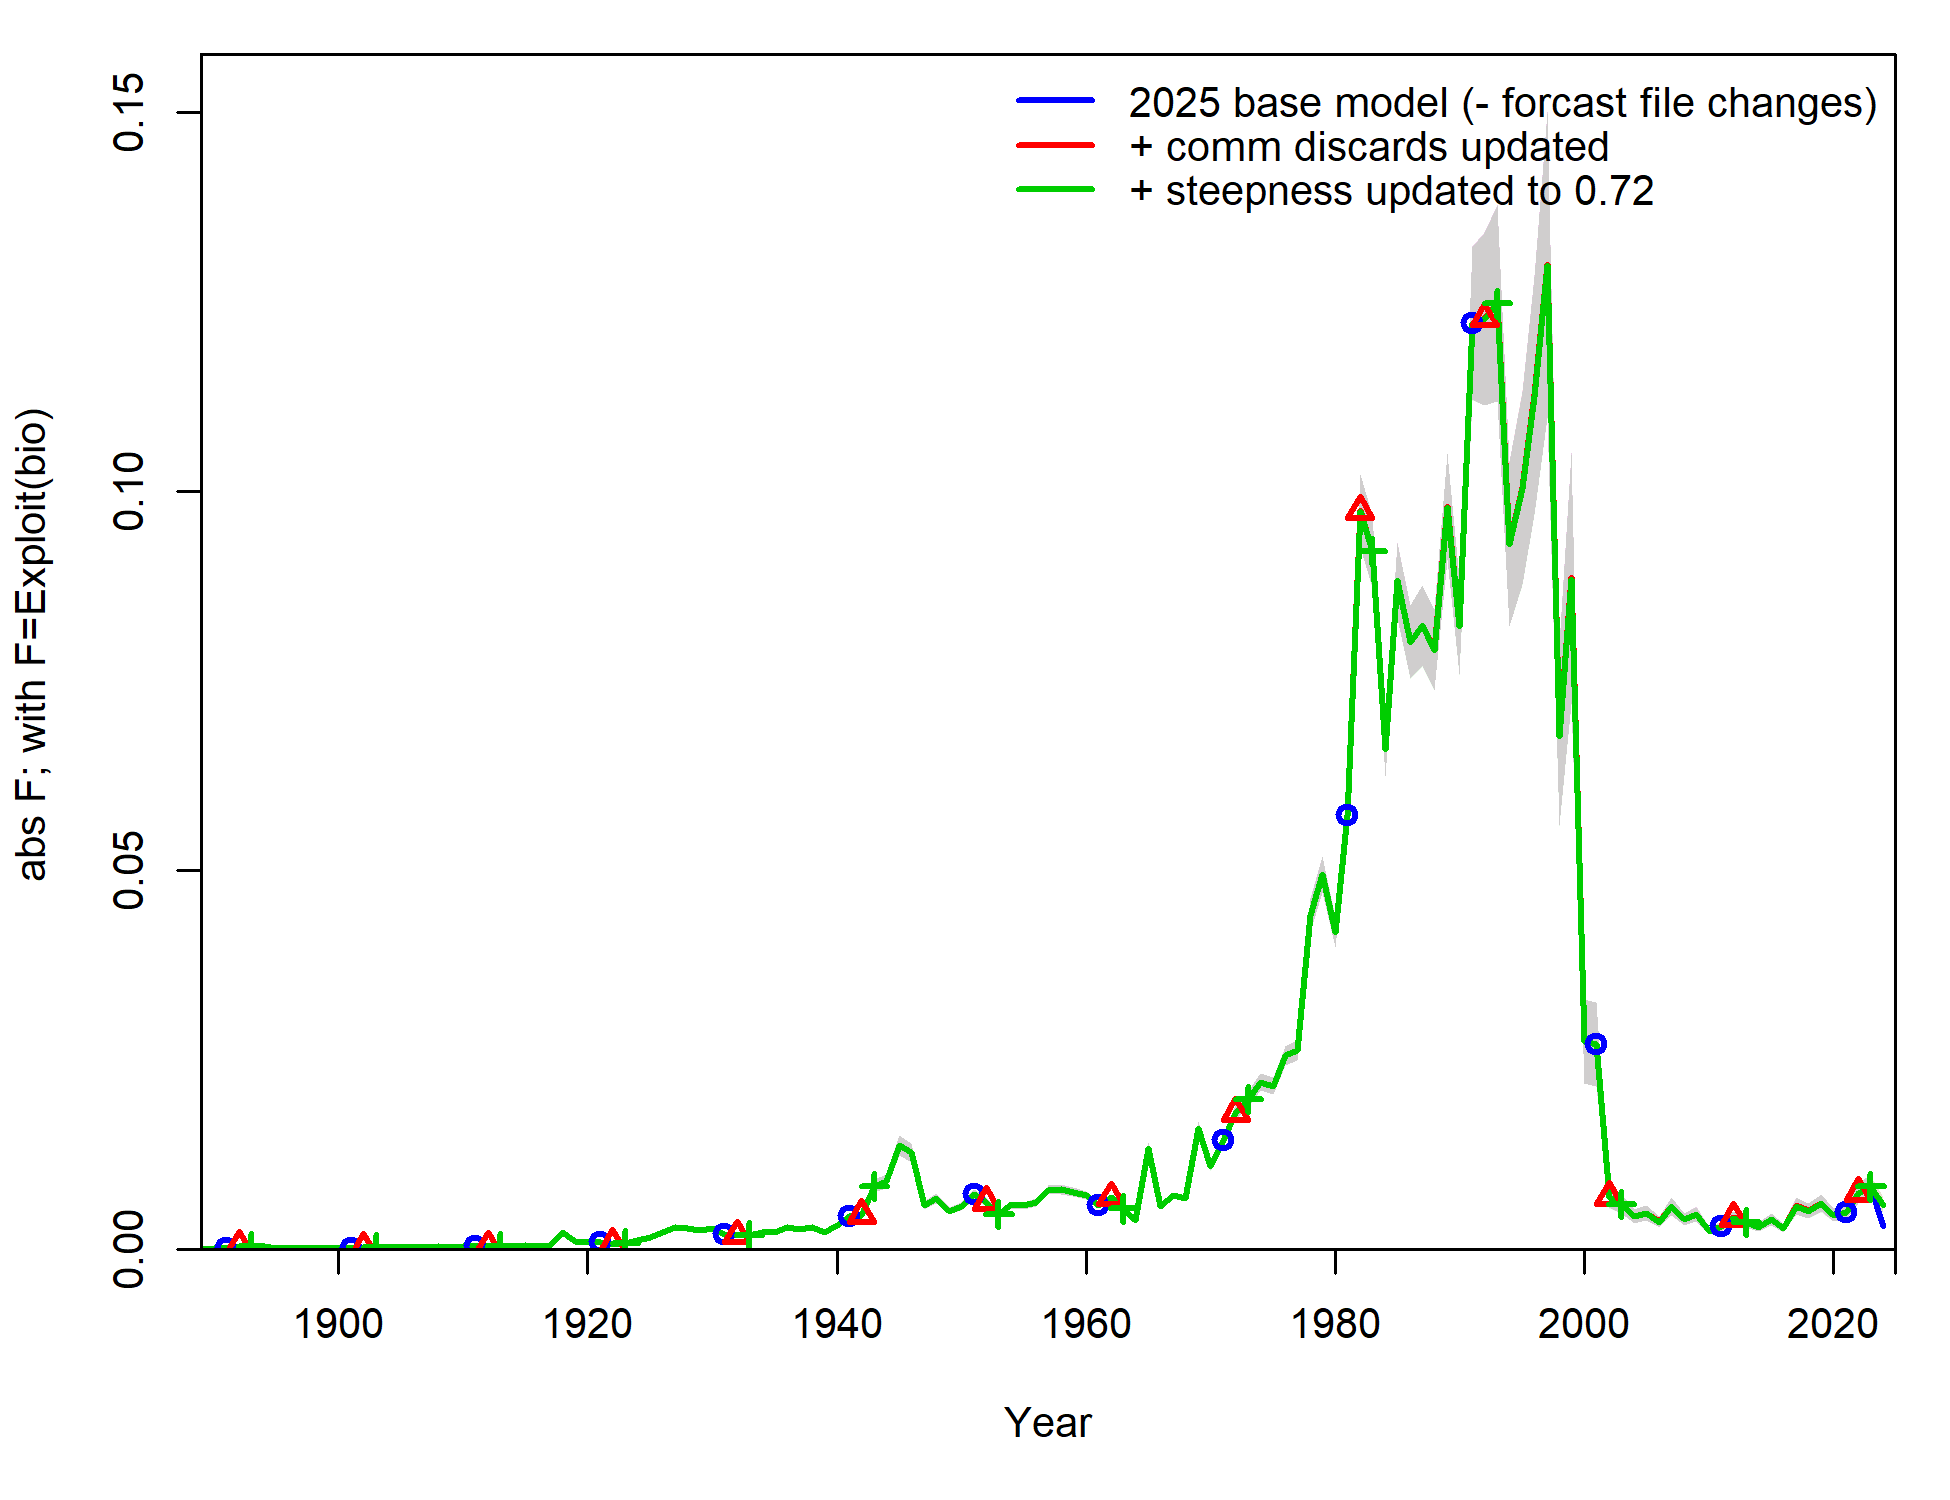 2025 base model (- forcast file changes)
+ comm discards updated
+ steepness updated to 0.72
abs F; with F=Exploit(bio)
0.15
0.10
0.05
0.00
1900 1920 1940 1960 1980 2000 2020
Year